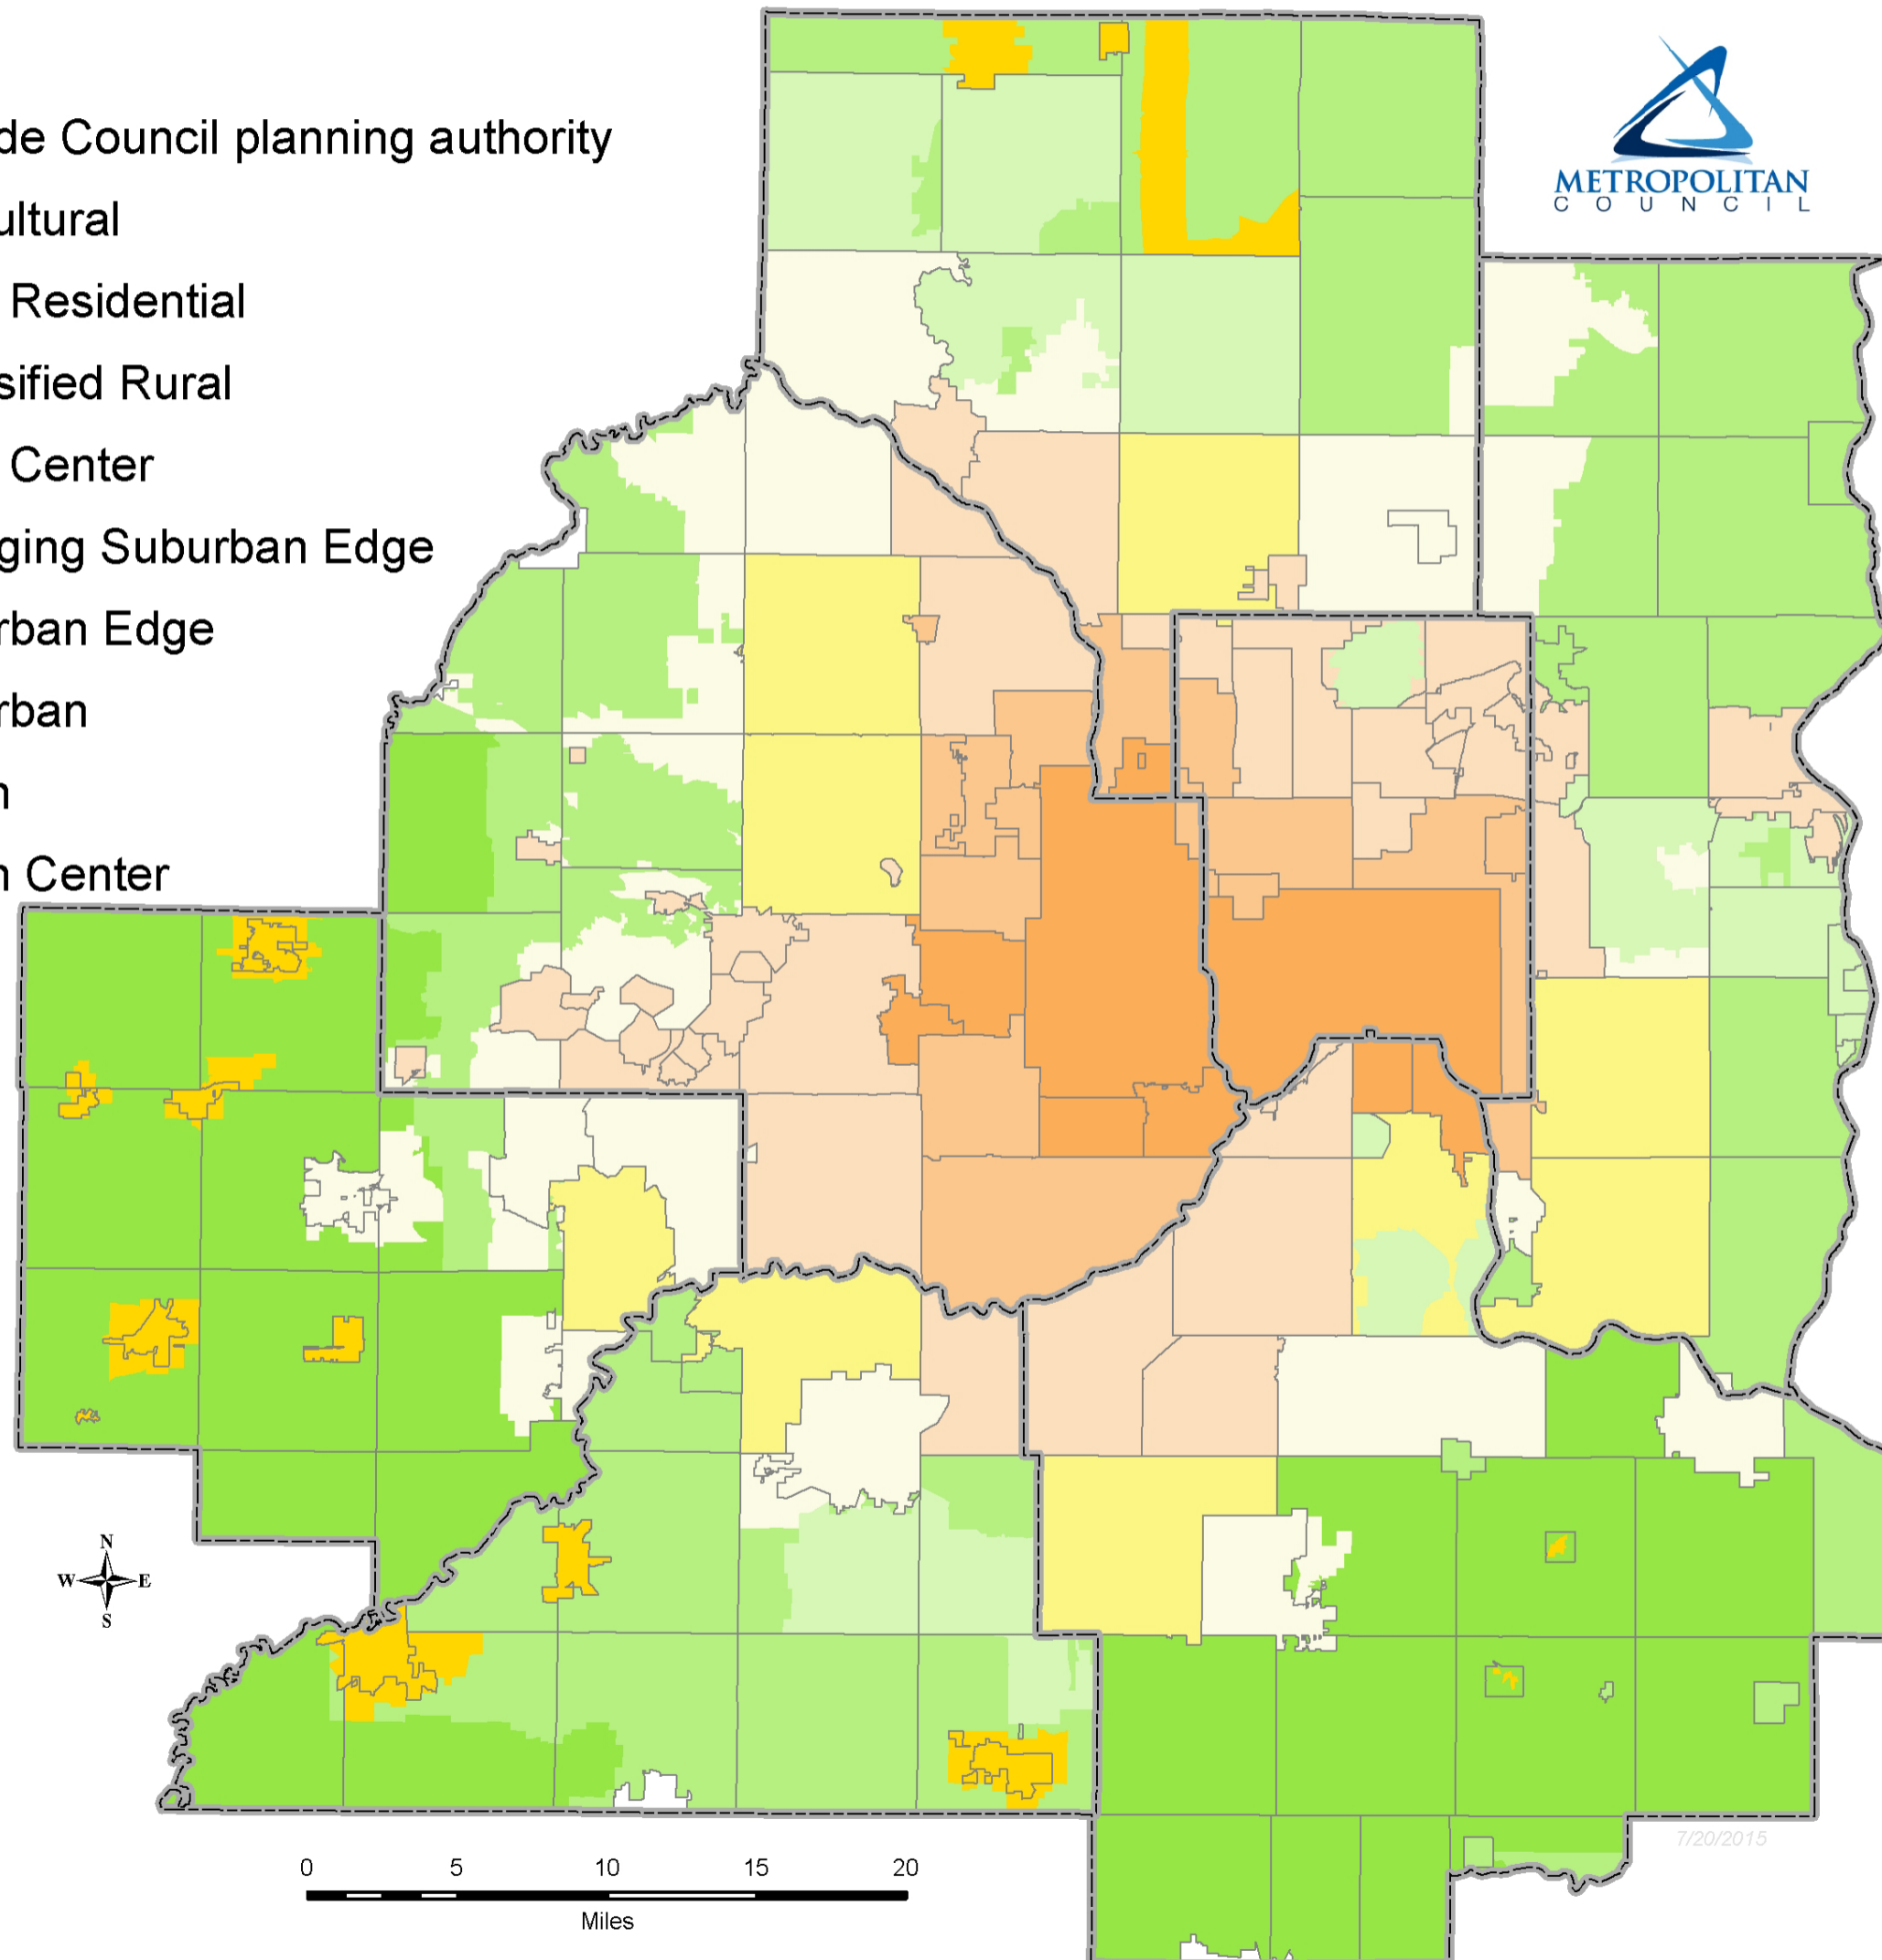 METROPOLITAN
COUNCIL
de Council planning authority
ultural
Residential
sified Rural
Center
ging Suburban Edge
rban Edge
rban
n
n Center
N
W E
S
0 5 10 15 20
Miles
7/20/2015